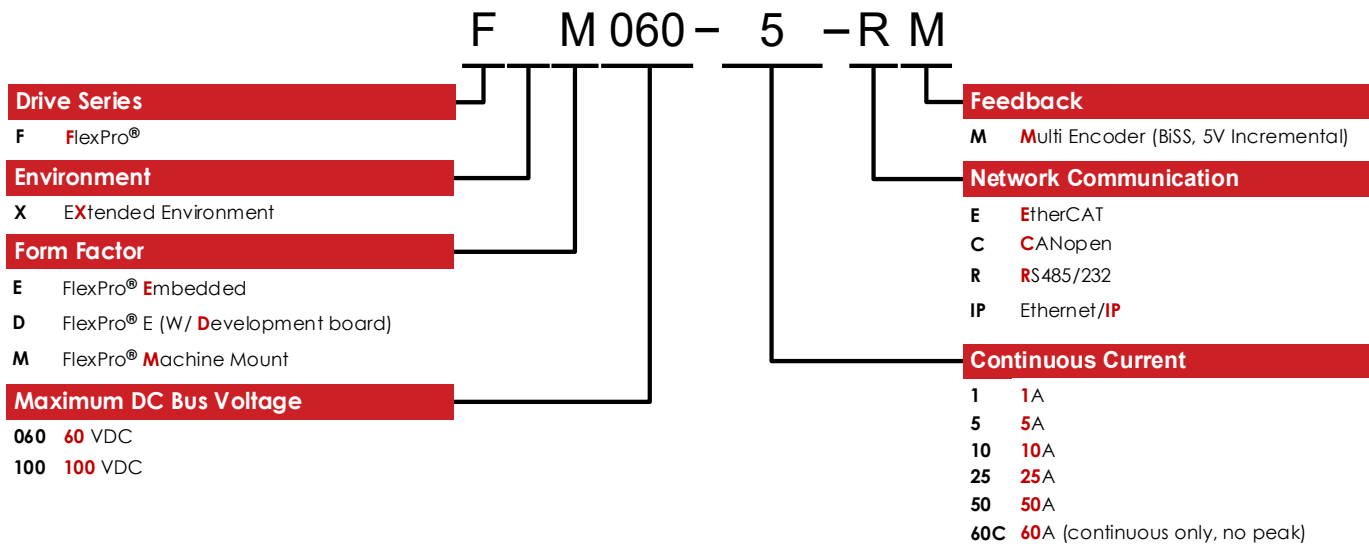 F M 060 – 5 – R M
Drive Series
F FlexPro®
Environment
X EXtended Environment
Form Factor
E FlexPro® Embedded
D FlexPro® E (W/ Development board)
M FlexPro® Machine Mount
Maximum DC Bus Voltage
060 60 VDC
100 100 VDC
Feedback
M Multi Encoder (BiSS, 5V Incremental)
Network Communication
E EtherCAT
C CANopen
R RS485/232
IP Ethernet/IP
Continuous Current
1 1A
5 5A
10 10A
25 25A
50 50A
60C 60A (continuous only, no peak)